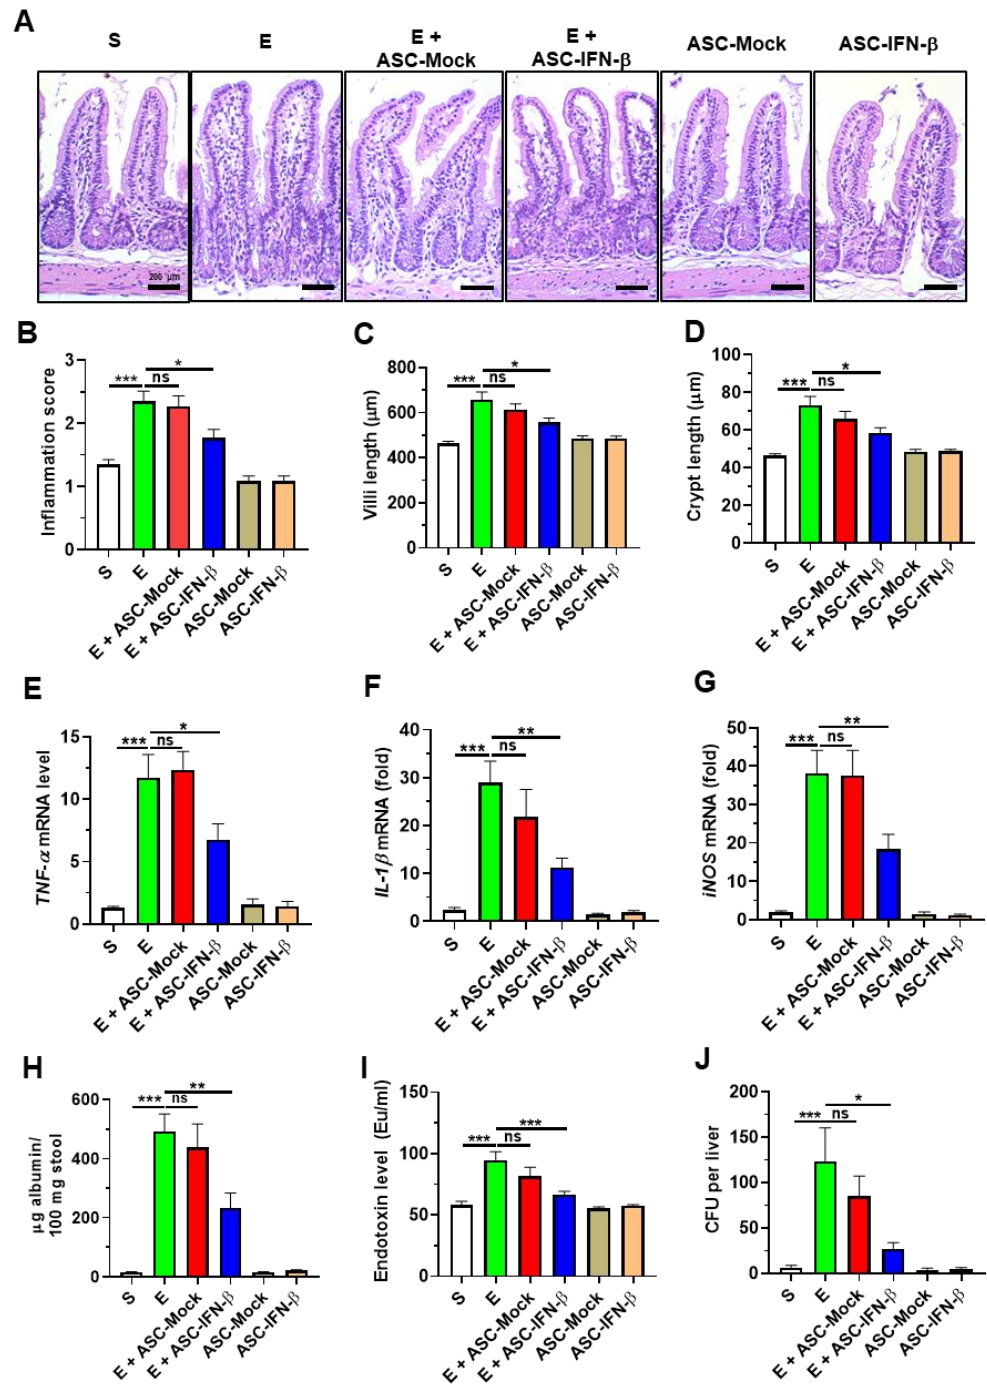 A
S
E
E +
ASC-Mock
E +
ASC-IFN-β
ASC-Mock
ASC-IFN-β
200 μm
B
Inflammation score
3
2
1
0
***
ns
*
S
E
E + ASC-Mock
E + ASC-IFN-β
ASC-Mock
ASC-IFN-β
C
Villi length (μm)
800
600
400
200
0
***
ns
*
S
E
E + ASC-Mock
E + ASC-IFN-β
ASC-Mock
ASC-IFN-β
D
Crypt length (μm)
100
80
60
40
20
0
***
ns
*
S
E
E + ASC-Mock
E + ASC-IFN-β
ASC-Mock
ASC-IFN-β
E
TNF-α mRNA level
15
10
5
0
***
ns
*
S
E
E + ASC-Mock
E + ASC-IFN-β
ASC-Mock
ASC-IFN-β
F
IL-1β mRNA (fold)
40
30
20
10
0
***
ns
**
S
E
E + ASC-Mock
E + ASC-IFN-β
ASC-Mock
ASC-IFN-β
G
iNOS mRNA (fold)
50
40
30
20
10
0
***
ns
**
S
E
E + ASC-Mock
E + ASC-IFN-β
ASC-Mock
ASC-IFN-β
H
μg albumin/
100 mg stool
600
400
200
0
***
ns
**
S
E
E + ASC-Mock
E + ASC-IFN-β
ASC-Mock
ASC-IFN-β
I
Endotoxin level (Eu/ml)
150
100
50
0
***
ns
***
S
E
E + ASC-Mock
E + ASC-IFN-β
ASC-Mock
ASC-IFN-β
J
CFU per liver
200
150
100
50
0
***
ns
*
S
E
E + ASC-Mock
E + ASC-IFN-β
ASC-Mock
ASC-IFN-β